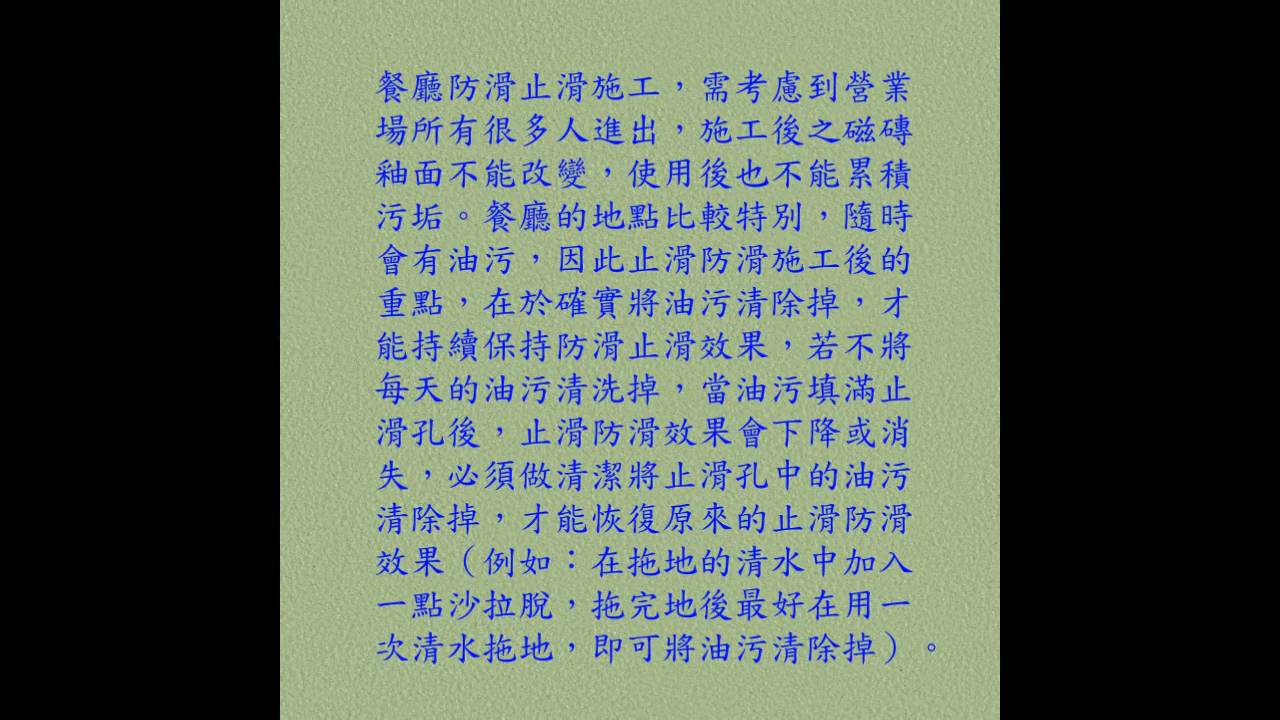 餐廳防滑止滑施工，需考慮到營業
場所有很多人進出，施工後之磁磚
釉面不能改變，使用後也不能累積
污垢。餐廳的地點比較特別，隨時
會有油污，因此止滑防滑施工後的
重點，在於確實將油污清除掉，才
能持續保持防滑止滑效果，若不將
每天的油污清洗掉，當油污填滿止
滑孔後，止滑防滑效果會下降或消
失，必須做清潔將止滑孔中的油污
清除掉，才能恢復原來的止滑防滑
效果（例如：在拖地的清水中加入
一點沙拉脫，拖完地後最好在用一
次清水拖地，即可將油污清除掉）。